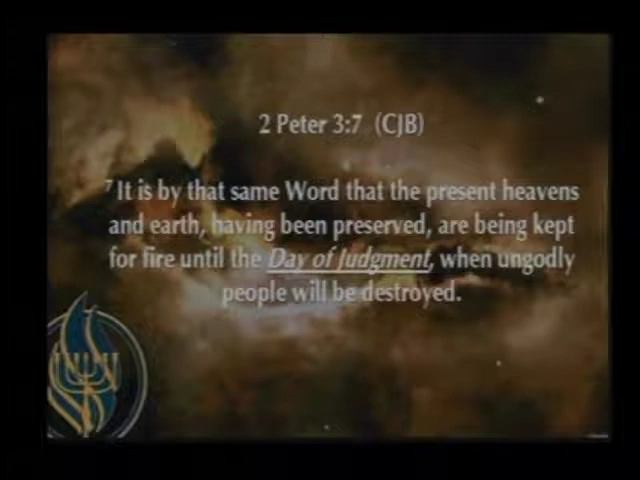 2 Peter 3:7 (CJB)
7 It is by that same Word that the present heavens
and earth, having been preserved, are being kept
for fire until the Day of Judgment, when ungodly
people will be destroyed.